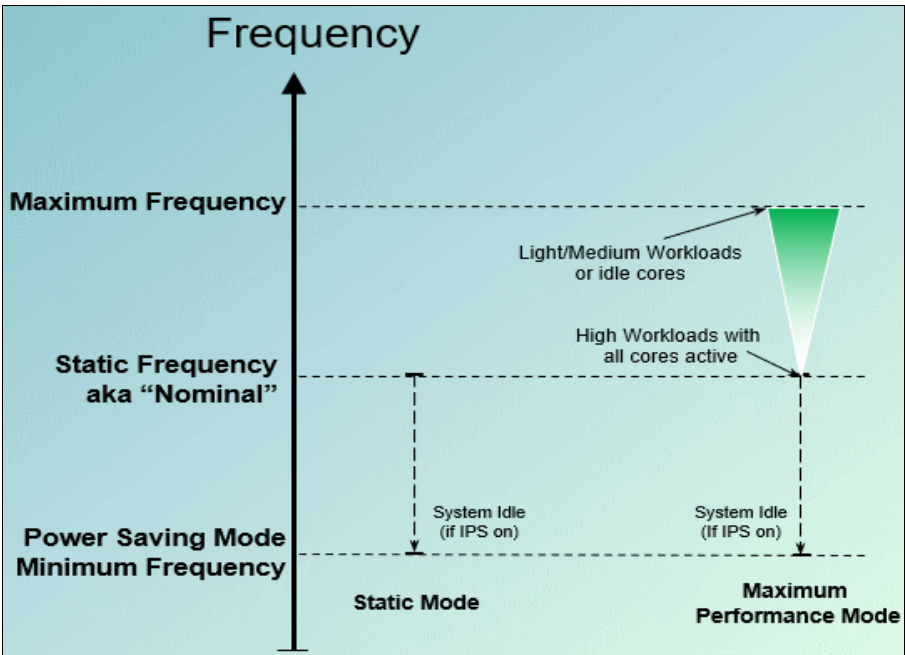 Frequency
Maximum Frequency
Light/Medium Workloads
or idle cores
High Workloads with
all cores active
Static Frequency
aka “Nominal”
System Idle
(if IPS on)
System Idle
(If IPS on)
Power Saving Mode
Minimum Frequency
Static Mode
Maximum
Performance Mode